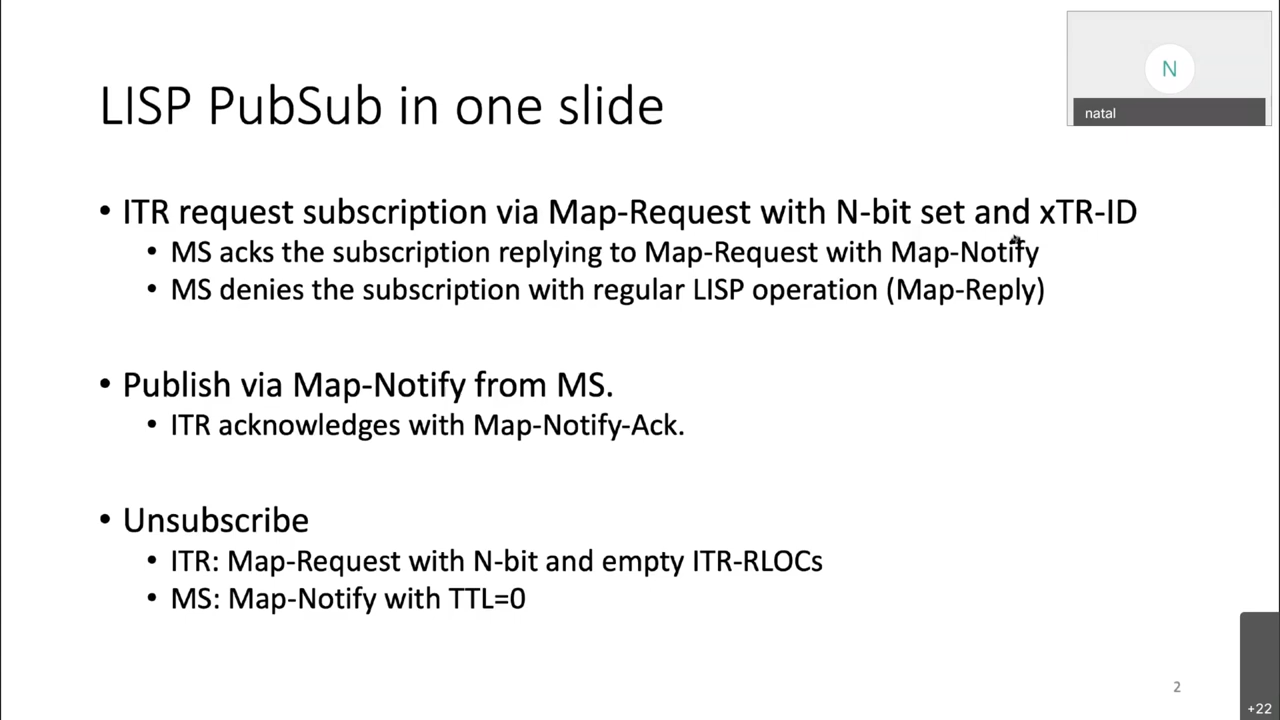 LISP PubSub in one slide
N
natal
• ITR request subscription via Map-Request with N-bit set and xTR-ID
• MS acks the subscription replying to Map-Request with Map-Notify
• MS denies the subscription with regular LISP operation (Map-Reply)
• Publish via Map-Notify from MS.
• ITR acknowledges with Map-Notify-Ack.
• Unsubscribe
• ITR: Map-Request with N-bit and empty ITR-RLOCs
• MS: Map-Notify with TTL=0
2
+22